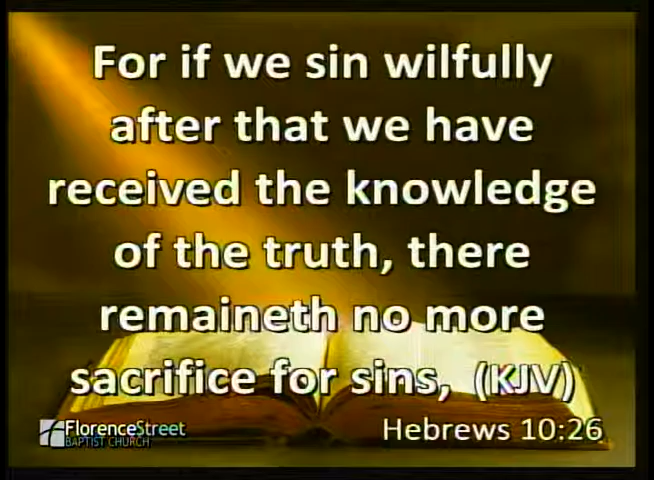 For if we sin wilfully
after that we have
received the knowledge
of the truth, there
remaineth no more
sacrifice for sins, (KJV)
FlorenceStreet
BAPTIST CHURCH
Hebrews 10:26